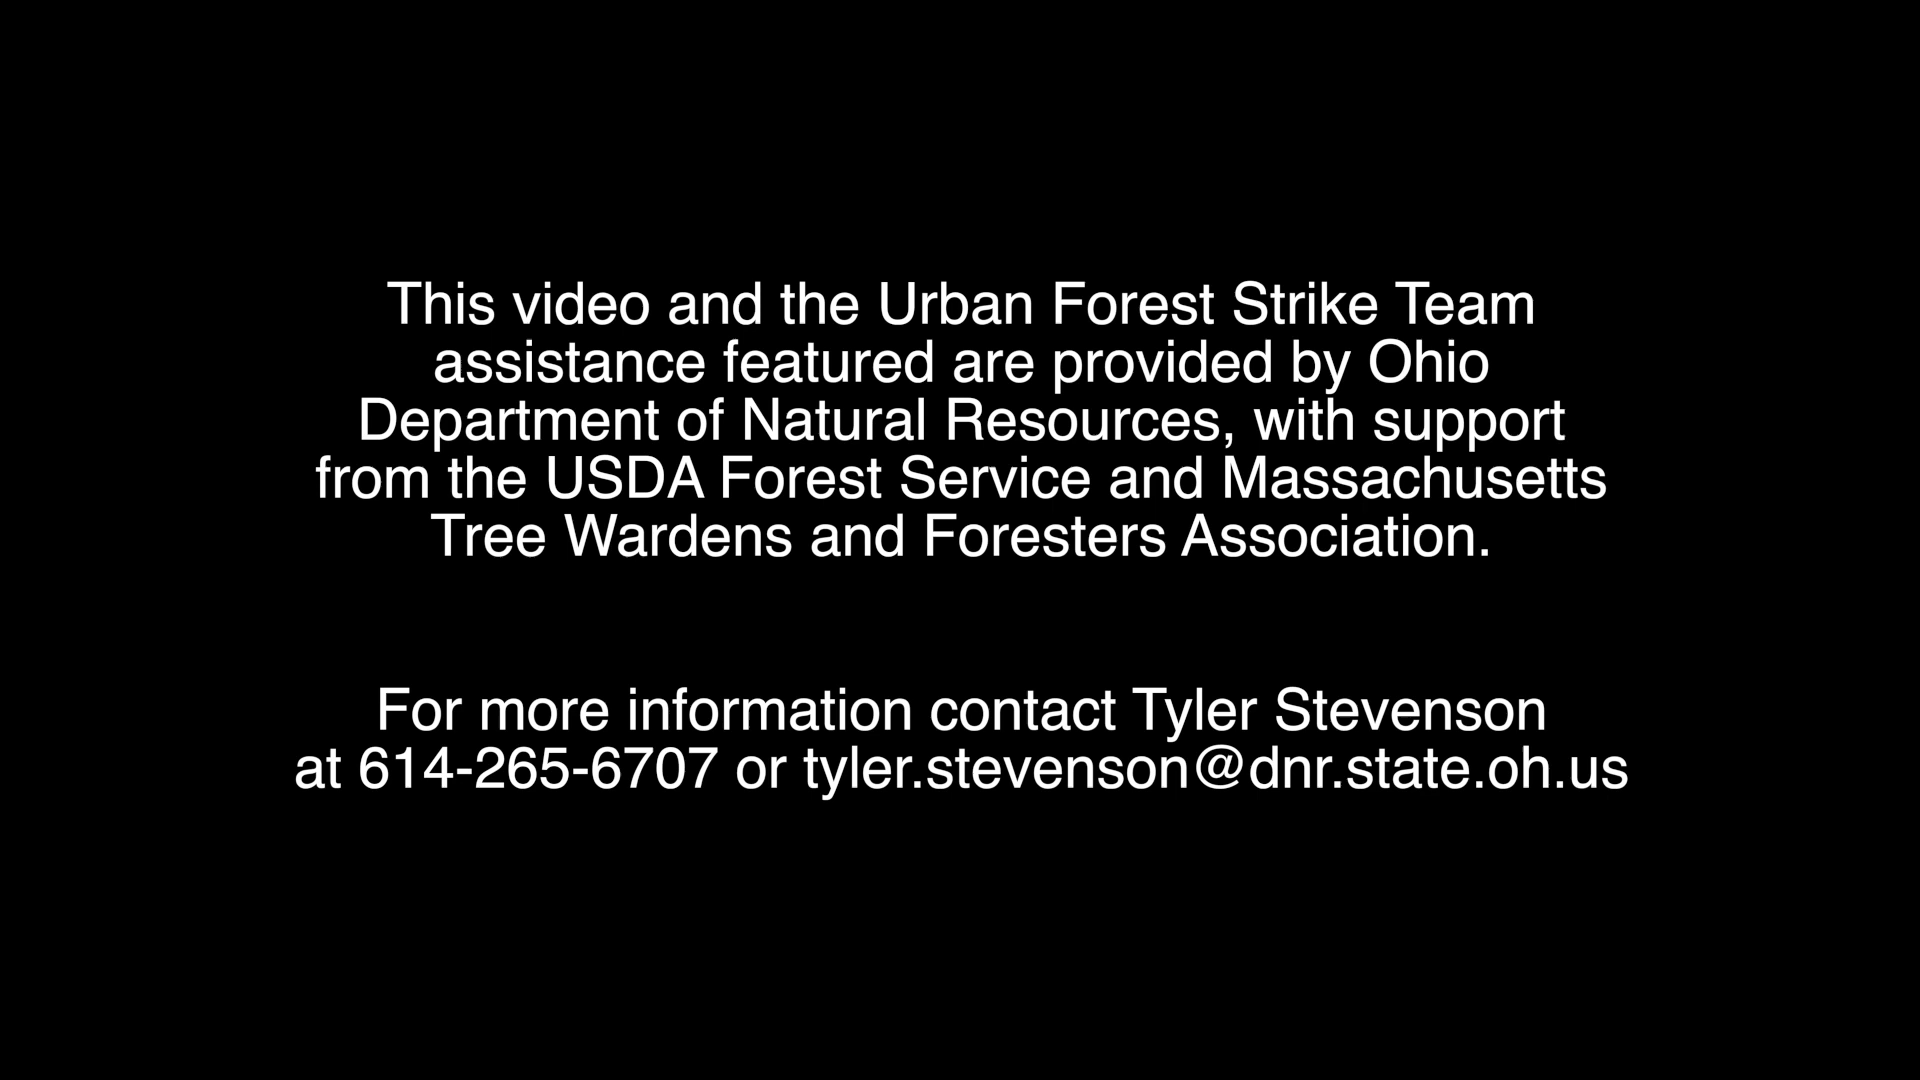 This video and the Urban Forest Strike Team
assistance featured are provided by Ohio
Department of Natural Resources, with support
from the USDA Forest Service and Massachusetts
Tree Wardens and Foresters Association.
For more information contact Tyler Stevenson
at 614-265-6707 or tyler.stevenson@dnr.state.oh.us